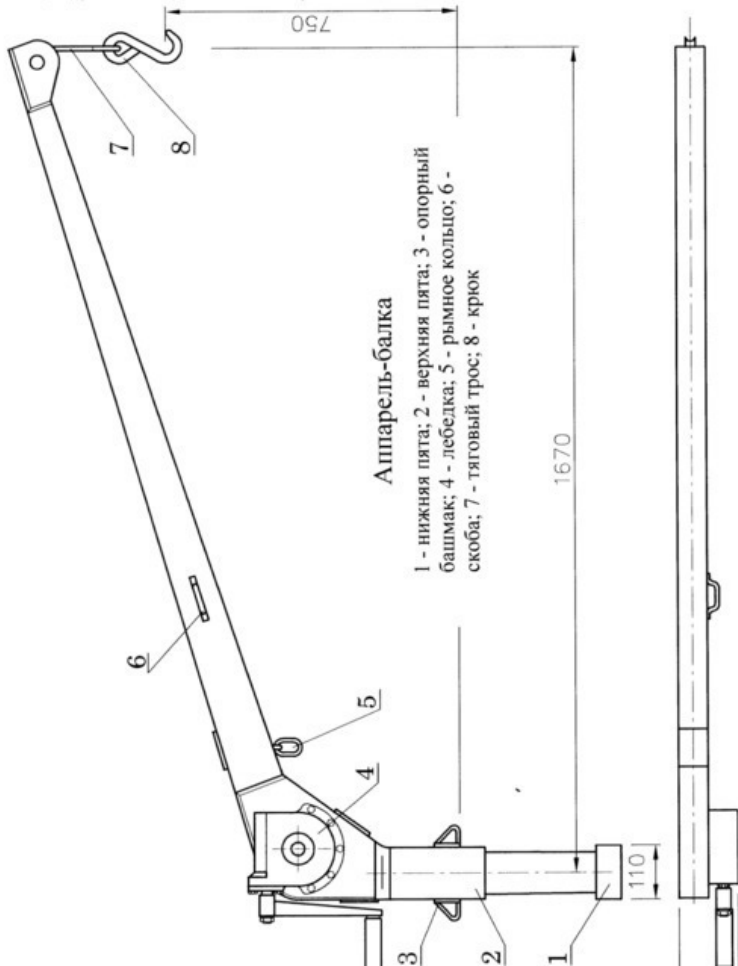 750
7
8
Аппарель-балка
1 - нижняя пята; 2 - верхняя пята; 3 - опорный
башмак; 4 - лебедка; 5 - рымное кольцо; 6 -
скоба; 7 - тяговый трос; 8 - крюк
1670
6
5
4
110
3
2
1